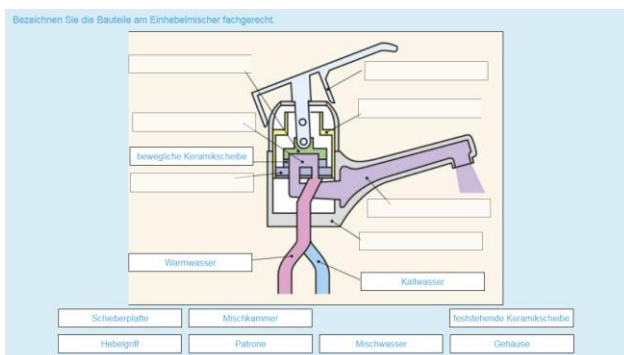 Bezeichnen Sie die Bauteile am Einhebelmischer fachgerecht.
bewegliche Keramikscheibe
Warmwasser
Kaltwasser
Schieberplatte
Mischkammer
feststehende Keramikscheibe
Hebelgriff
Patrone
Mischwasser
Gehäuse